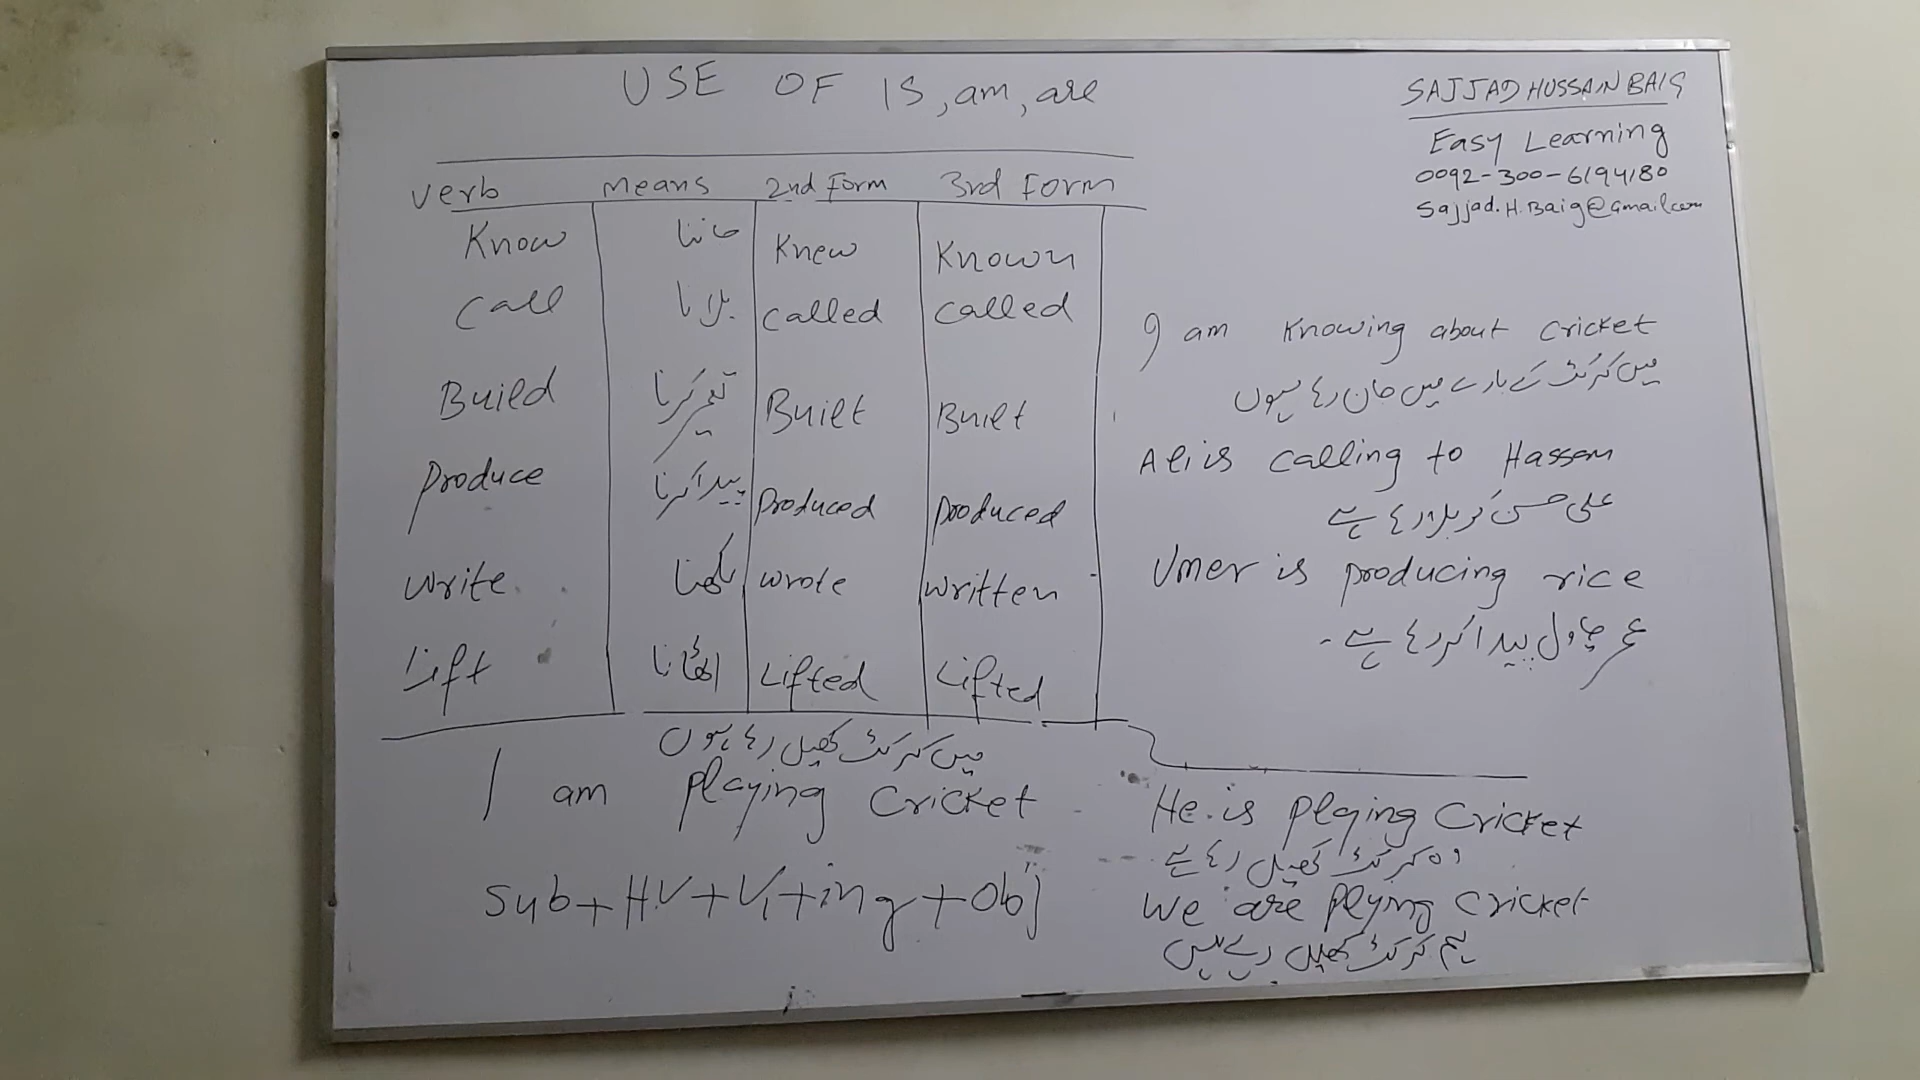 USE OF IS, am, are
SAJJAD HUSSAIN BAIG
Easy Learning
0092-300-6194180
Sajjad.H.Baig@Gmail.com
verb means 2nd Form 3rd Form
Know جاننا Knew Known
Call بلانا called called
Build تعمیر کرنا Built Built
Produce پیدا کرنا Produced produced
write لکھنا wrote written
Lift اٹھانا Lifted Lifted
I am Knowing about Cricket
میں کرکٹ کے بارے میں جان رہا ہوں
Ali is calling to Hassam
علی حسن کو بلا رہا ہے
Umer is producing rice
عمر چاول پیدا کر رہا ہے۔
میں کرکٹ کھیل رہا ہوں
I am playing Cricket
Sub + H.V + V1 + ing + Obj
He is plying Cricket
وہ کرکٹ کھیل رہا ہے
We are plying cricket
ہم کرکٹ کھیل رہے ہیں